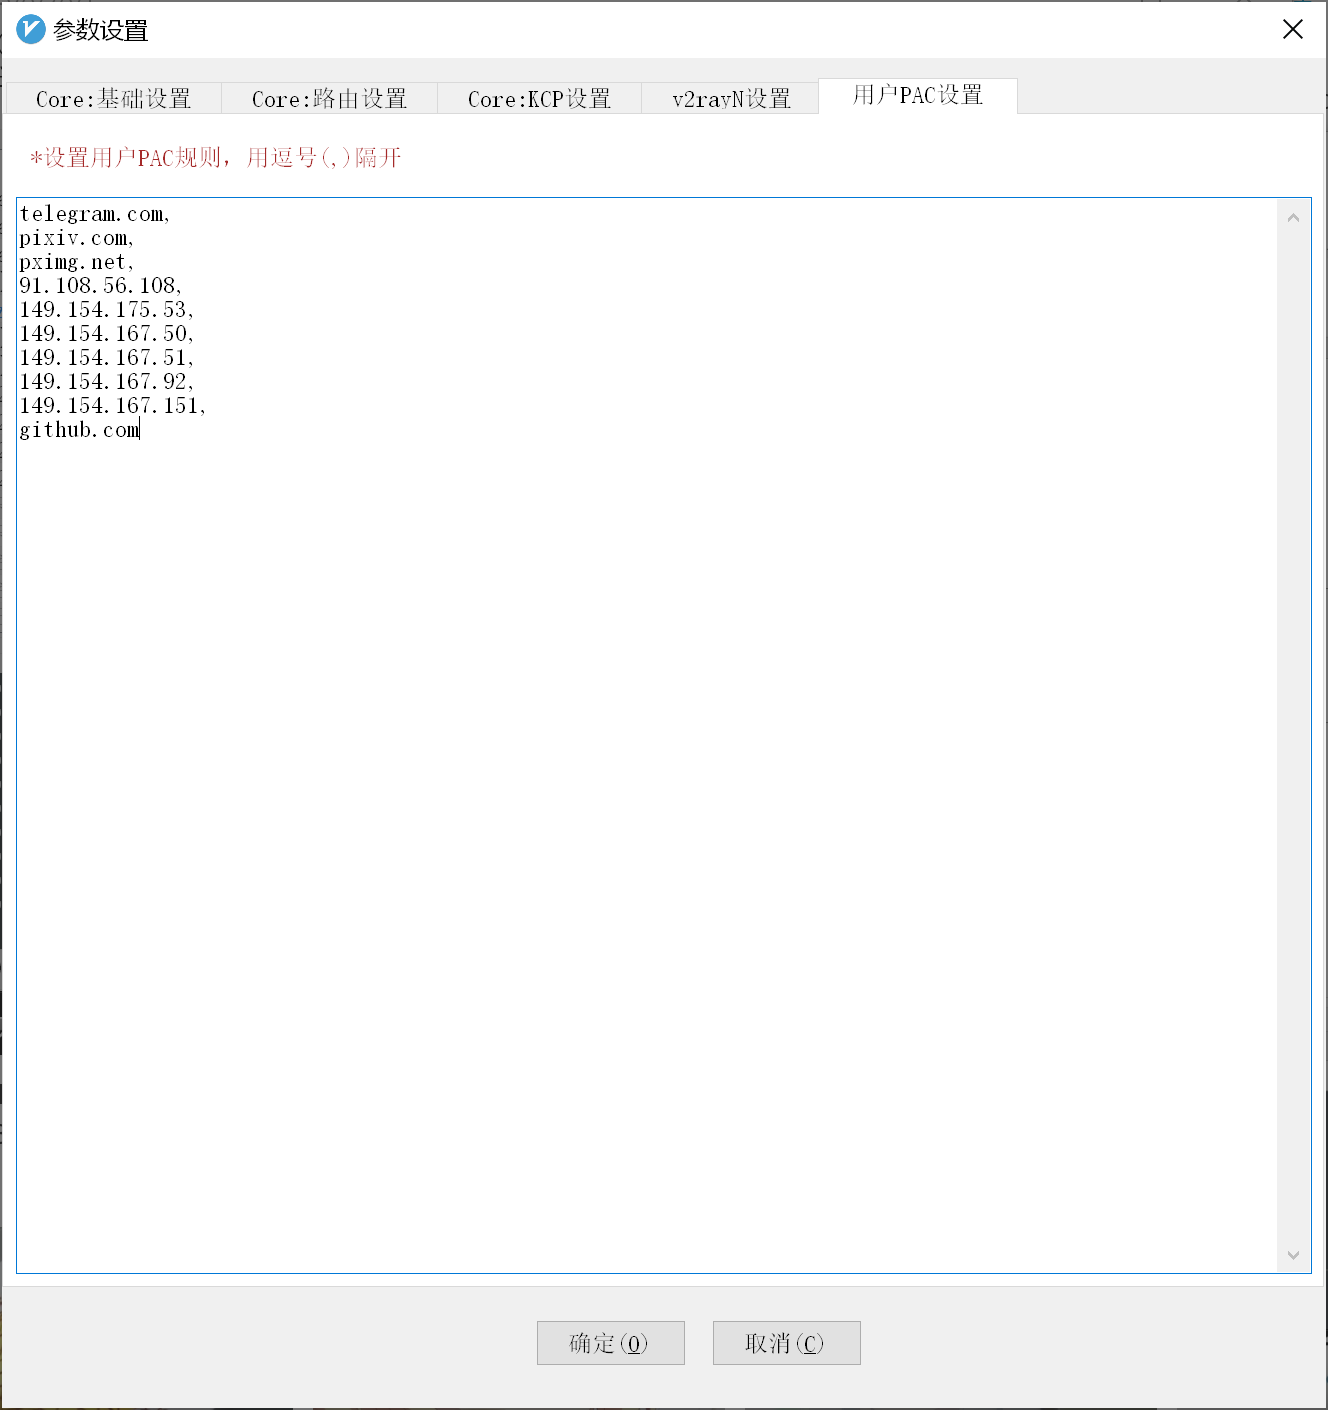 参数设置
Core:基础设置
Core:路由设置
Core:KCP设置
v2rayN设置
用户PAC设置
*设置用户PAC规则，用逗号(,)隔开
telegram.com,
pixiv.com,
pximg.net,
91.108.56.108,
149.154.175.53,
149.154.167.50,
149.154.167.51,
149.154.167.92,
149.154.167.151,
github.com
确定(O)
取消(C)